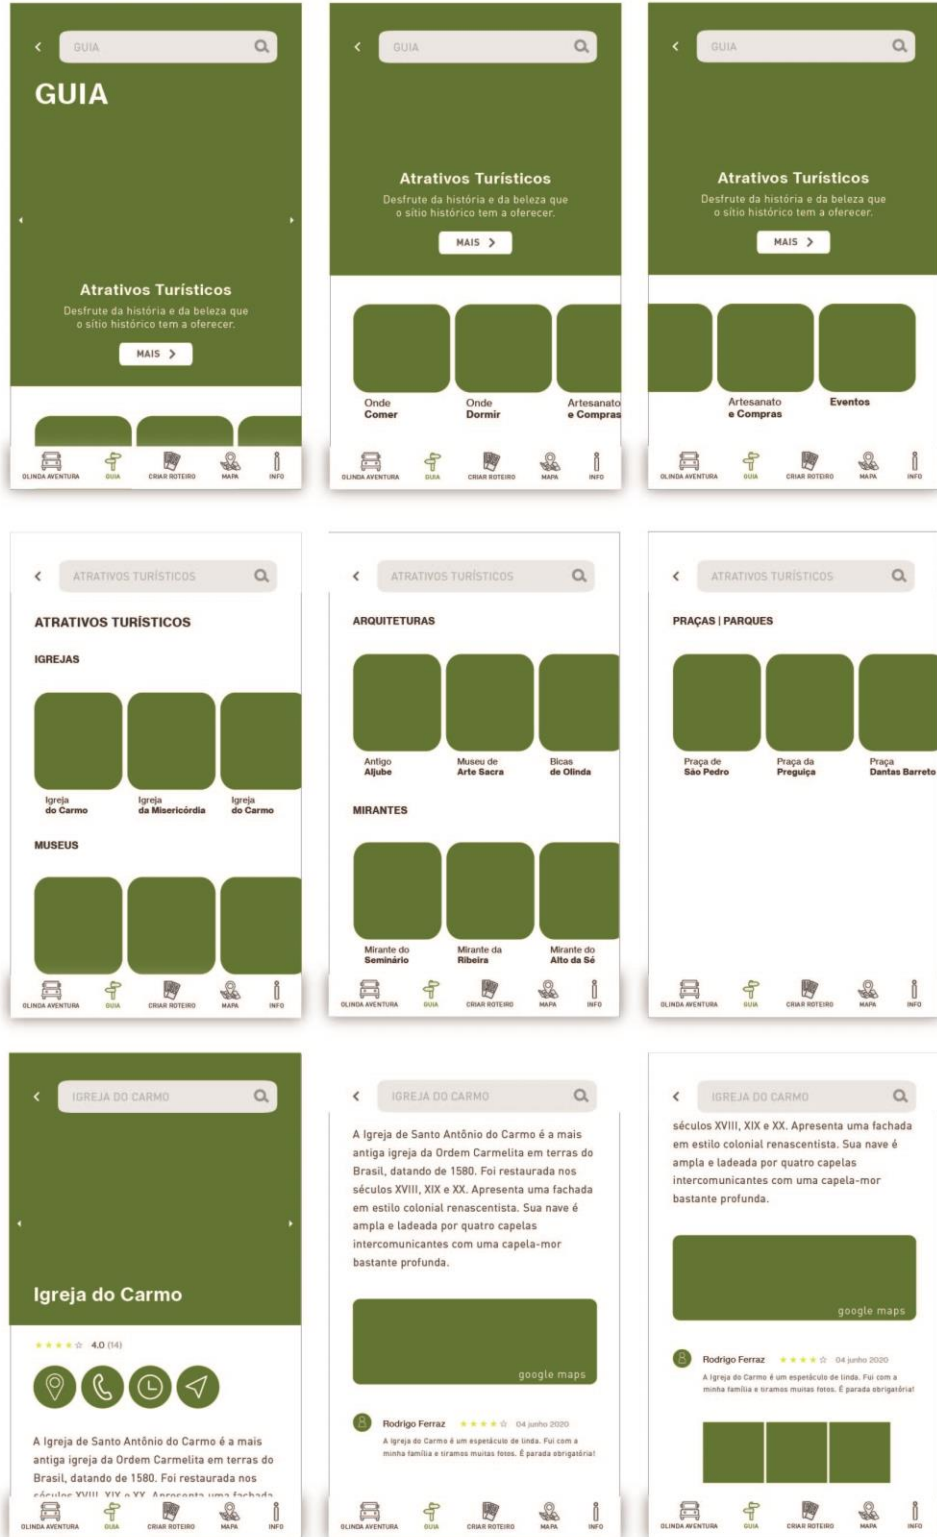 GUIA
GUIA
Atrativos Turísticos
Desfrute da história e da beleza que
o sítio histórico tem a oferecer.
MAIS
OLINDA AVENTURA GUIA CRIAR ROTEIRO MAPA INFO
GUIA
Atrativos Turísticos
Desfrute da história e da beleza que
o sítio histórico tem a oferecer.
MAIS
Onde Onde Artesanato
Comer Dormir e Compras
OLINDA AVENTURA GUIA CRIAR ROTEIRO MAPA INFO
GUIA
Atrativos Turísticos
Desfrute da história e da beleza que
o sítio histórico tem a oferecer.
MAIS
Artesanato Eventos
e Compras
OLINDA AVENTURA GUIA CRIAR ROTEIRO MAPA INFO
ATRATIVOS TURÍSTICOS
ATRATIVOS TURÍSTICOS
IGREJAS
Igreja Igreja Igreja
do Carmo da Misericórdia do Carmo
MUSEUS
OLINDA AVENTURA GUIA CRIAR ROTEIRO MAPA INFO
ATRATIVOS TURÍSTICOS
ARQUITETURAS
Antigo Museu de Bicas
Aljube Arte Sacra de Olinda
MIRANTES
Mirante do Mirante da Mirante do
Seminário Ribeira Alto da Sé
OLINDA AVENTURA GUIA CRIAR ROTEIRO MAPA INFO
ATRATIVOS TURÍSTICOS
PRAÇAS | PARQUES
Praça de Praça da Praça
São Pedro Preguiça Dantas Barreto
OLINDA AVENTURA GUIA CRIAR ROTEIRO MAPA INFO
IGREJA DO CARMO
Igreja do Carmo
4.0 (14)
A Igreja de Santo Antônio do Carmo é a mais
antiga igreja da Ordem Carmelita em terras do
Brasil, datando de 1580. Foi restaurada nos
séculos XVIII, XIX e XX. Apresenta uma fachada
OLINDA AVENTURA GUIA CRIAR ROTEIRO MAPA INFO
IGREJA DO CARMO
A Igreja de Santo Antônio do Carmo é a mais
antiga igreja da Ordem Carmelita em terras do
Brasil, datando de 1580. Foi restaurada nos
séculos XVIII, XIX e XX. Apresenta uma fachada
em estilo colonial renascentista. Sua nave é
ampla e ladeada por quatro capelas
intercomunicantes com uma capela-mor
bastante profunda.
google maps
Rodrigo Ferraz 04 junho 2020
A Igreja do Carmo é um espetáculo de linda. Fui com a
minha família e tiramos muitas fotos. É parada obrigatória!
OLINDA AVENTURA GUIA CRIAR ROTEIRO MAPA INFO
IGREJA DO CARMO
séculos XVIII, XIX e XX. Apresenta uma fachada
em estilo colonial renascentista. Sua nave é
ampla e ladeada por quatro capelas
intercomunicantes com uma capela-mor
bastante profunda.
google maps
Rodrigo Ferraz 04 junho 2020
A Igreja do Carmo é um espetáculo de linda. Fui com a
minha família e tiramos muitas fotos. É parada obrigatória!
OLINDA AVENTURA GUIA CRIAR ROTEIRO MAPA INFO